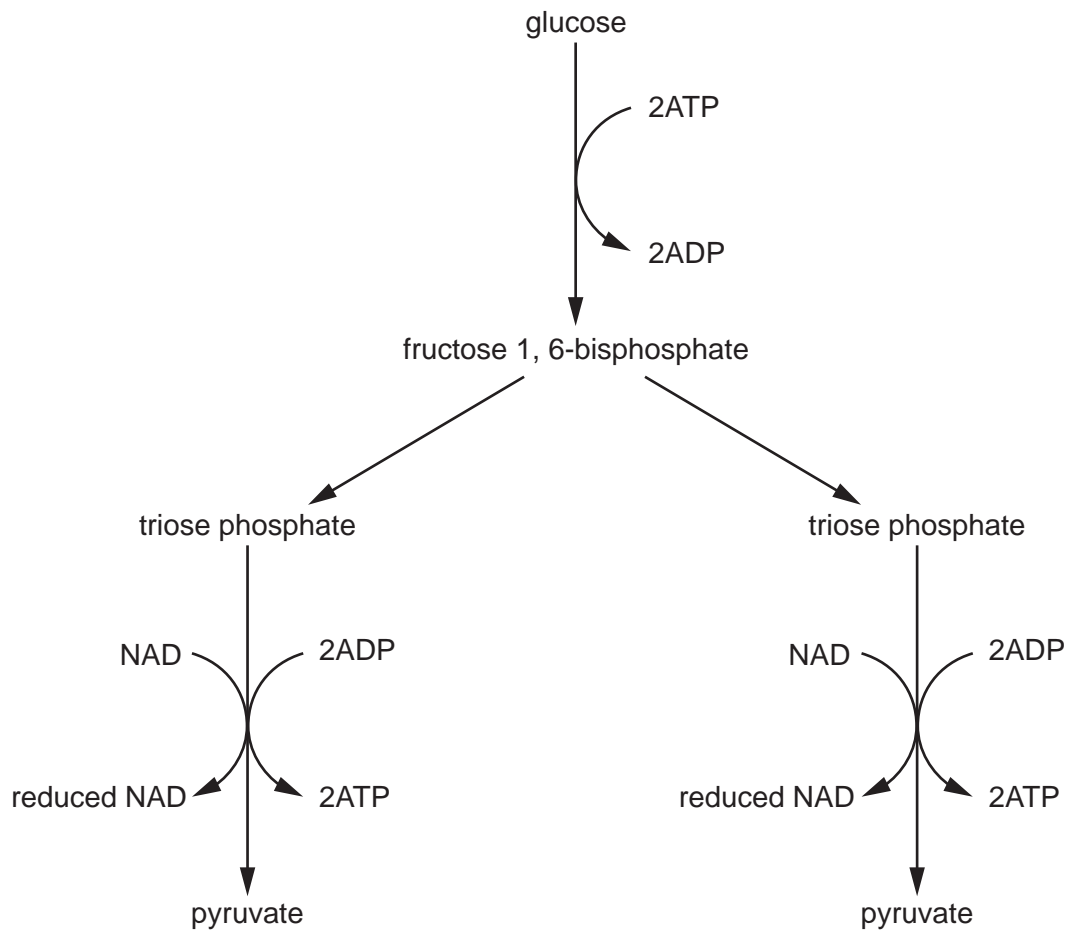 glucose
2ATP
2ADP
fructose 1, 6-bisphosphate
triose phosphate
triose phosphate
NAD
2ADP
NAD
2ADP
reduced NAD
2ATP
reduced NAD
2ATP
pyruvate
pyruvate